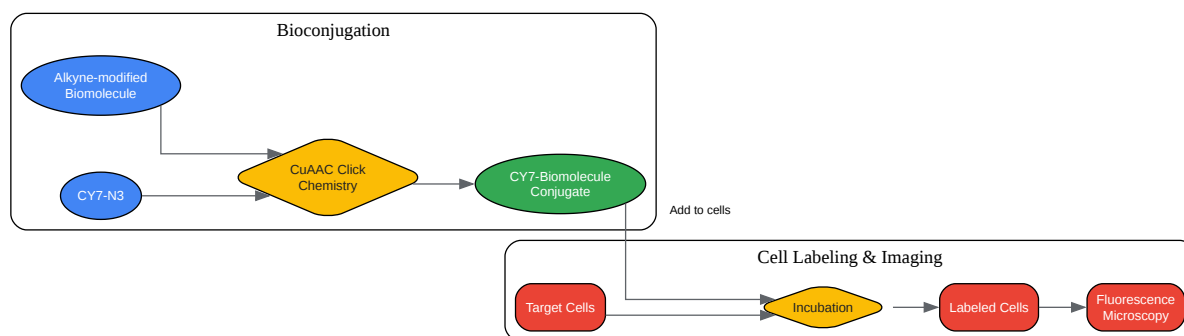 Bioconjugation
Alkyne-modified
Biomolecule
CuAAC Click
Chemistry
CY7-N3
CY7-Biomolecule
Conjugate
Add to cells
Cell Labeling & Imaging
Target Cells
Incubation
Labeled Cells
Fluorescence
Microscopy